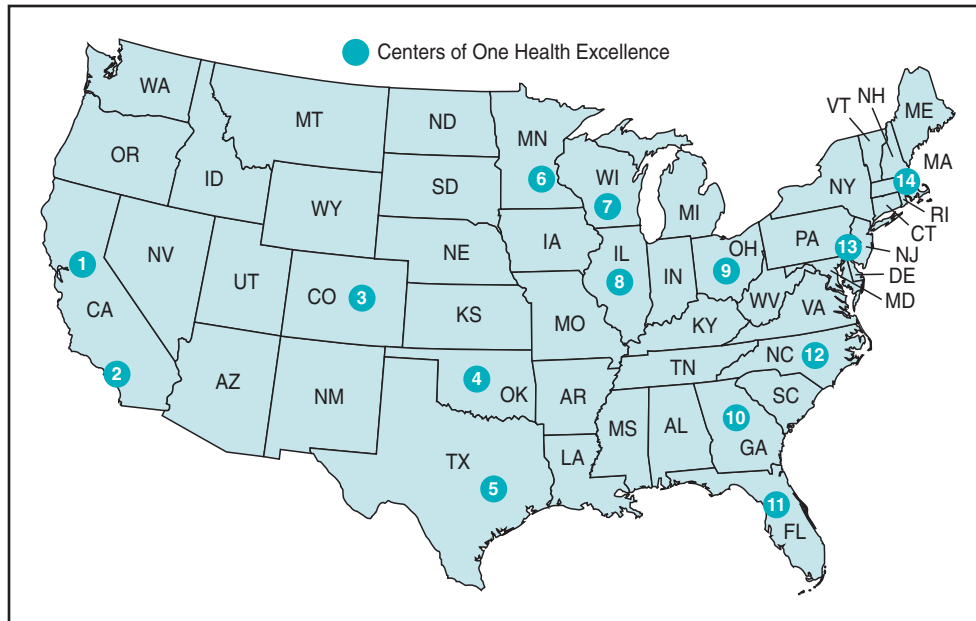 Centers of One Health Excellence
WA
MT
ND
MN
VT
NH
ME
OR
ID
SD
WI
MI
NY
MA
WY
6
7
14
RI
CT
NV
NE
IA
IL
IN
OH
PA
13
NJ
1
UT
CO
3
8
9
DE
MD
CA
KS
MO
WV
VA
KY
2
AZ
NM
4
OK
AR
TN
NC
12
SC
MS
AL
10
GA
TX
LA
5
11
FL